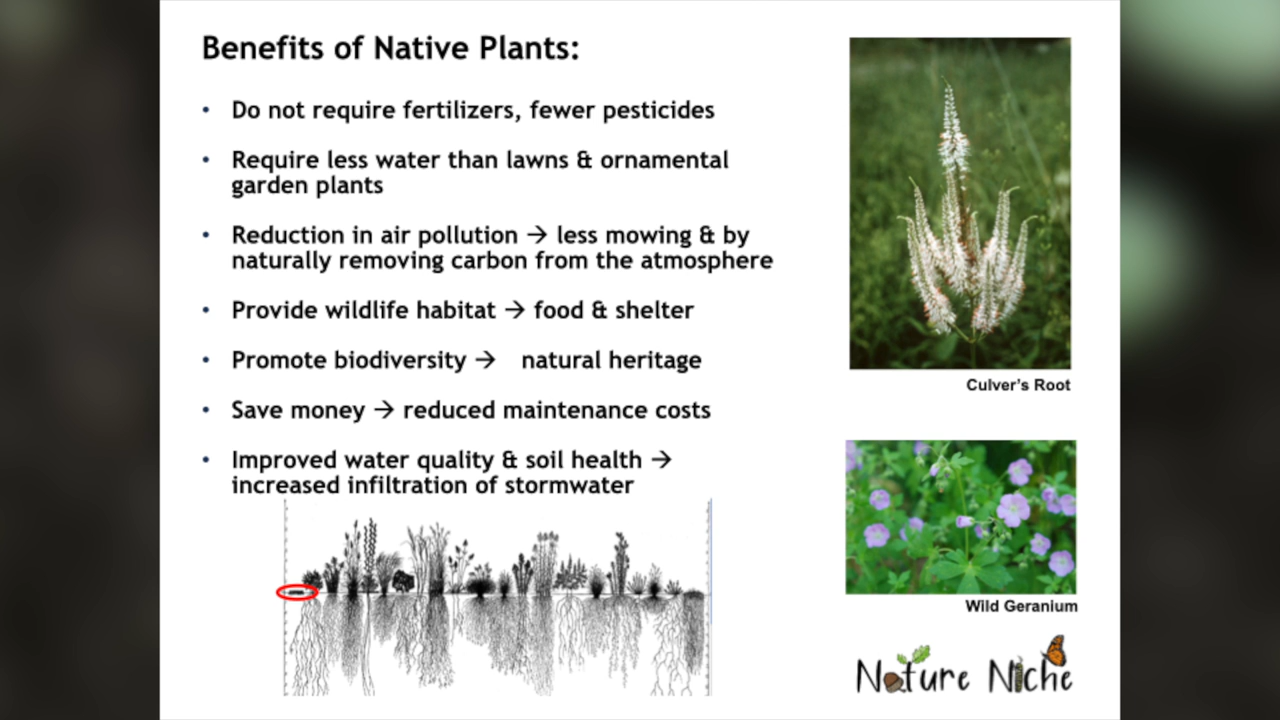 Benefits of Native Plants:
• Do not require fertilizers, fewer pesticides
• Require less water than lawns & ornamental
garden plants
• Reduction in air pollution → less mowing & by
naturally removing carbon from the atmosphere
• Provide wildlife habitat → food & shelter
• Promote biodiversity → natural heritage
• Save money → reduced maintenance costs
• Improved water quality & soil health →
increased infiltration of stormwater
Culver's Root
Wild Geranium
Nature Niche